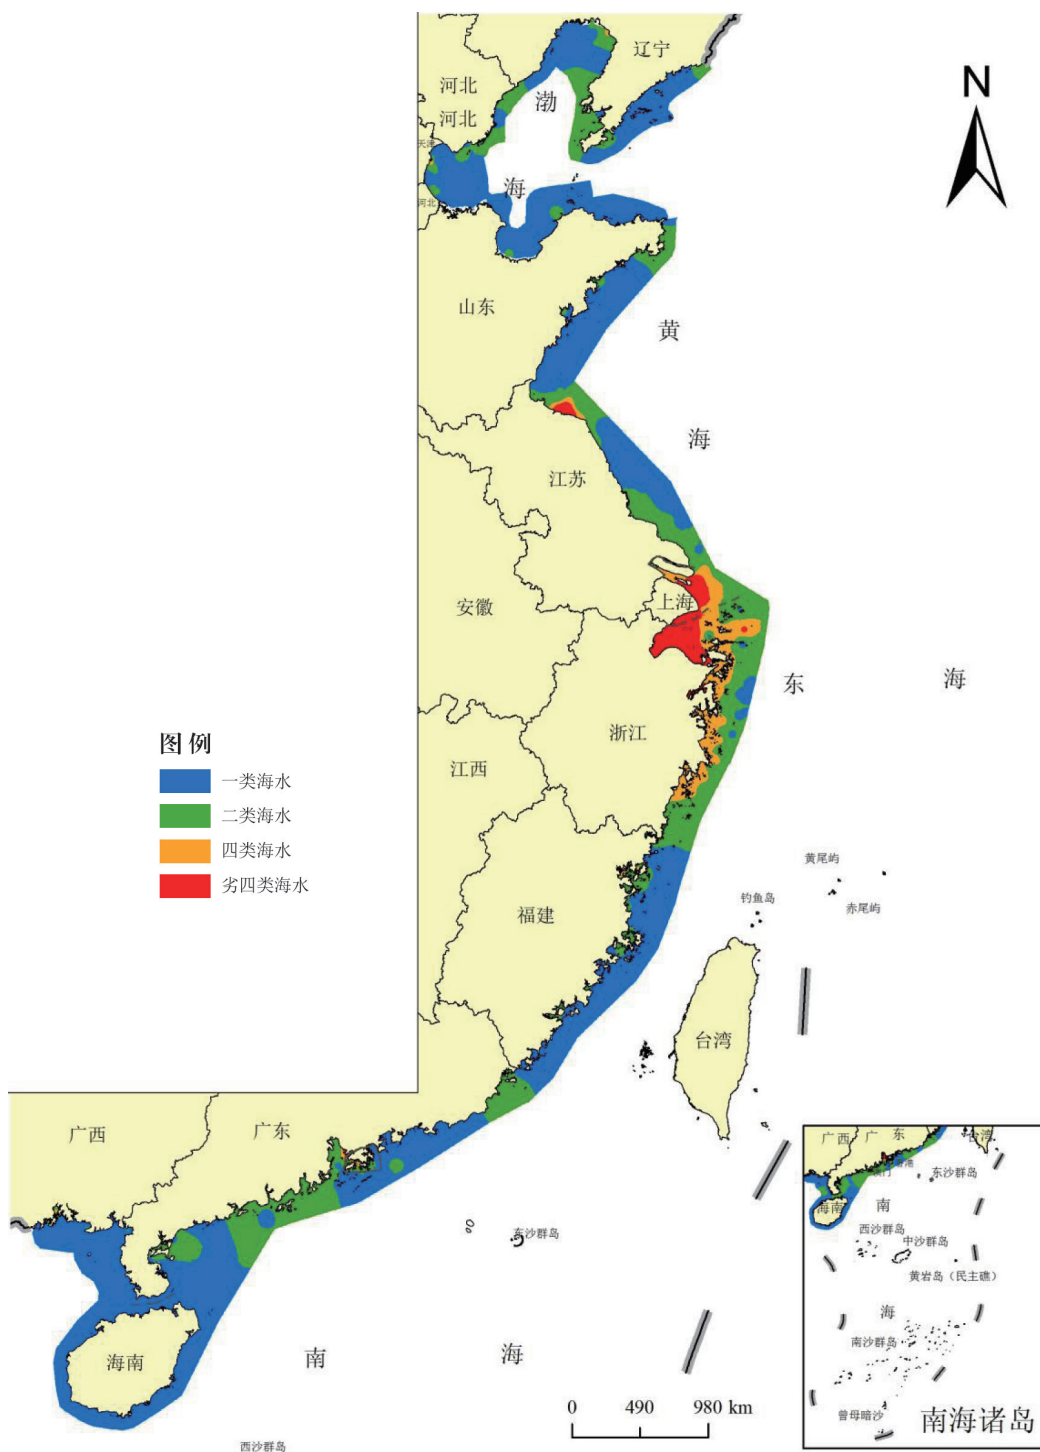 辽宁
N
河北
渤
河北
天津
海
河北
山东
黄
海
江苏
上海
安徽
东
海
浙江
图例
江西
一类海水
二类海水
四类海水
黄尾屿
劣四类海水
钓鱼岛
赤尾屿
福建
台湾
广西
广东
东沙群岛
海南
南
海
0 490 980 km
西沙群岛
广西
广
东
台湾
香港
澳门
东沙群岛
海南
南
西沙群岛
中沙群岛
黄岩岛（民主礁）
海
南沙群岛
曾母暗沙
南海诸岛